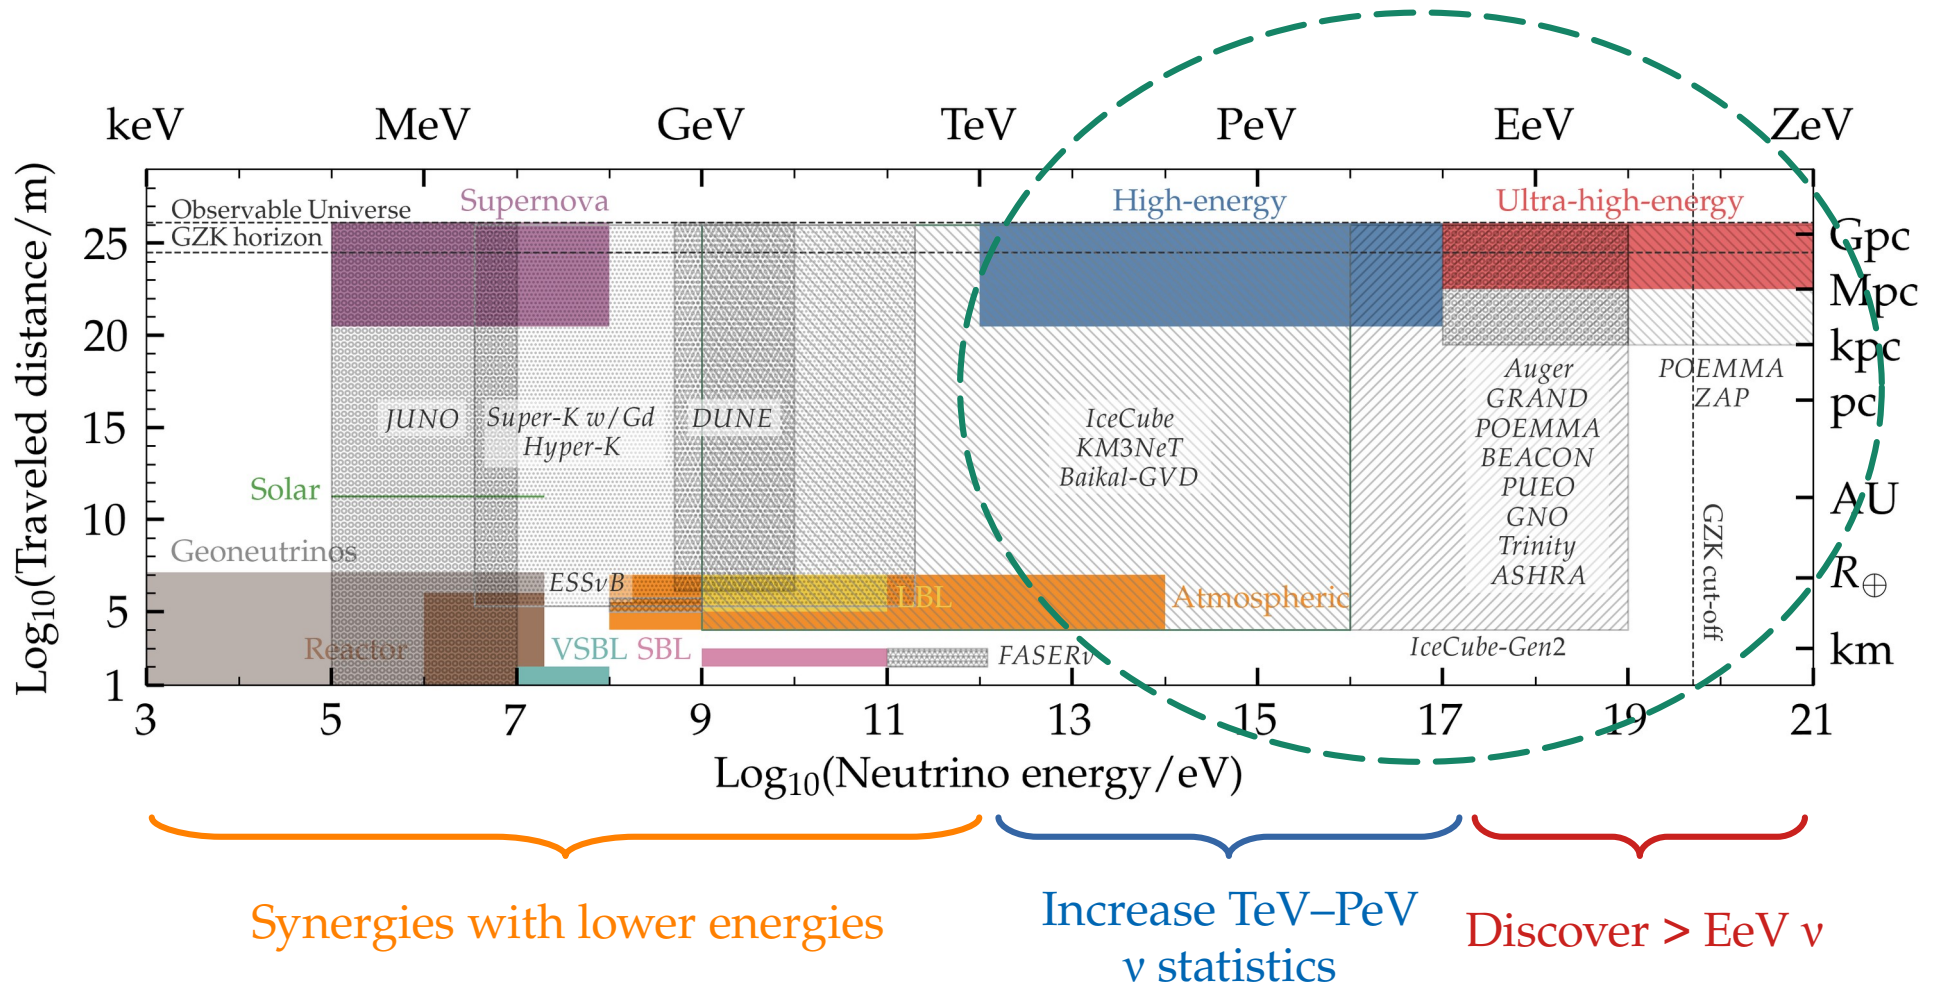 keV MeV GeV TeV PeV EeV ZeV
Log10(Traveled distance/m)
25
20
15
10
5
1
Observable Universe
GZK horizon
Supernova
High-energy
Ultra-high-energy
Gpc
Mpc
kpc
pc
AU
R⊕
km
JUNO
Super-K w/Gd
Hyper-K
DUNE
IceCube
KM3NeT
Baikal-GVD
Auger
GRAND
POEMMA
BEACON
PUEO
GNO
Trinity
ASHRA
POEMMA
ZAP
Solar
Geoneutrinos
ESSνB
LBL
Atmospheric
Reactor
VSBL
SBL
FASERν
IceCube-Gen2
GZK cut-off
3 5 7 9 11 13 15 17 19 21
Log10(Neutrino energy/eV)
Synergies with lower energies
Increase TeV–PeV
ν statistics
Discover > EeV ν